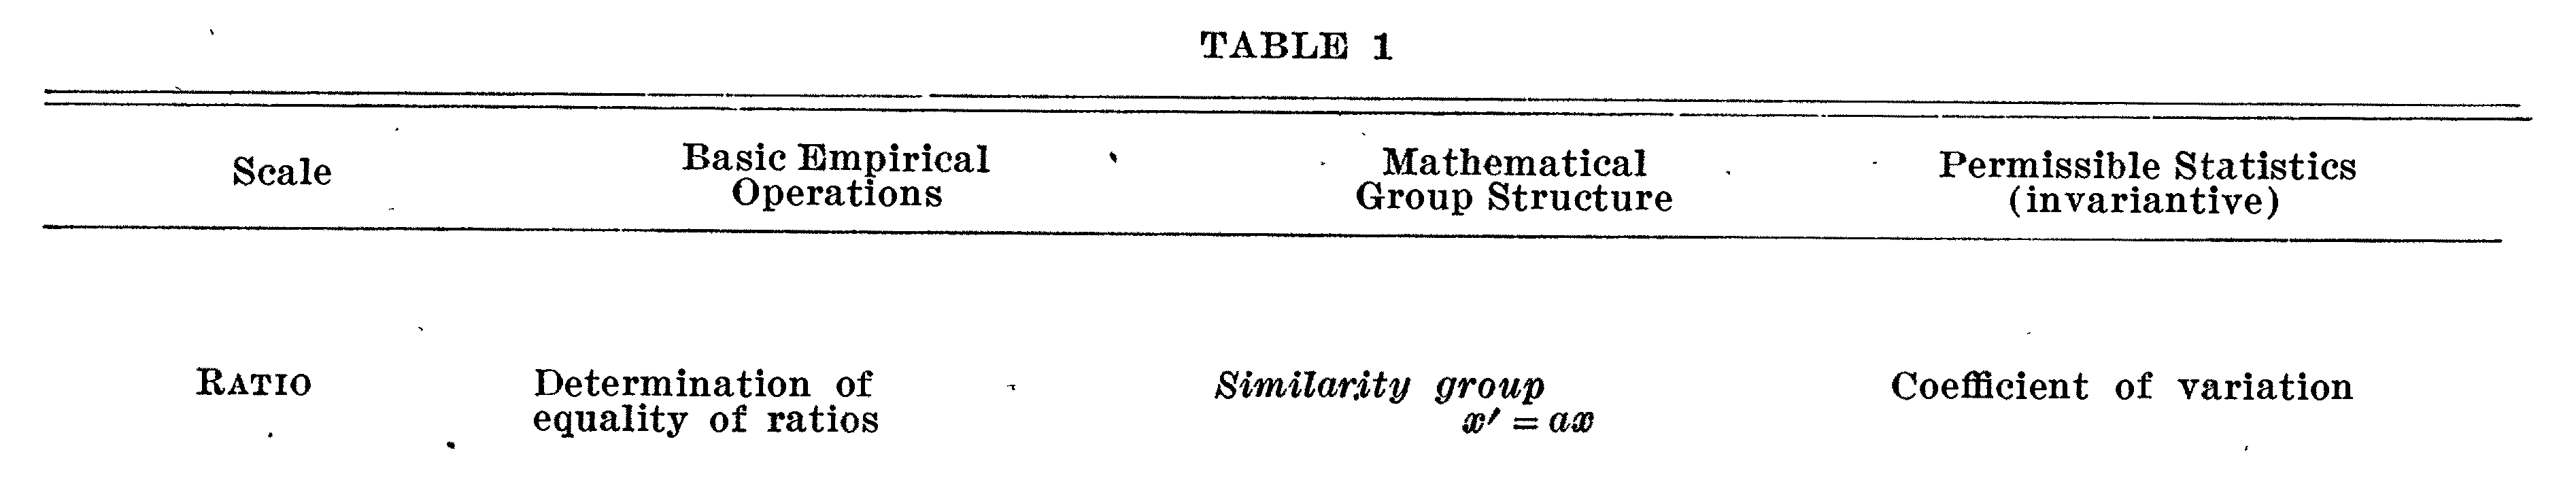 TABLE 1
Scale
Basic Empirical
Operations
Mathematical
Group Structure
Permissible Statistics
(invariantive)
RATIO
Determination of
equality of ratios
Similarity group
x′ = ax
Coefficient of variation